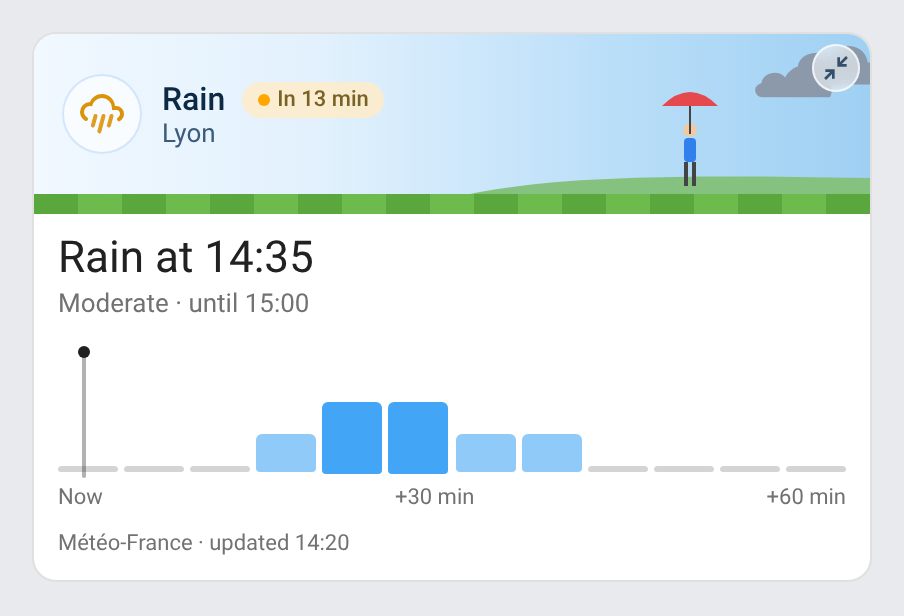 Rain
In 13 min
Lyon
Rain at 14:35
Moderate · until 15:00
Now
+30 min
+60 min
Météo-France · updated 14:20